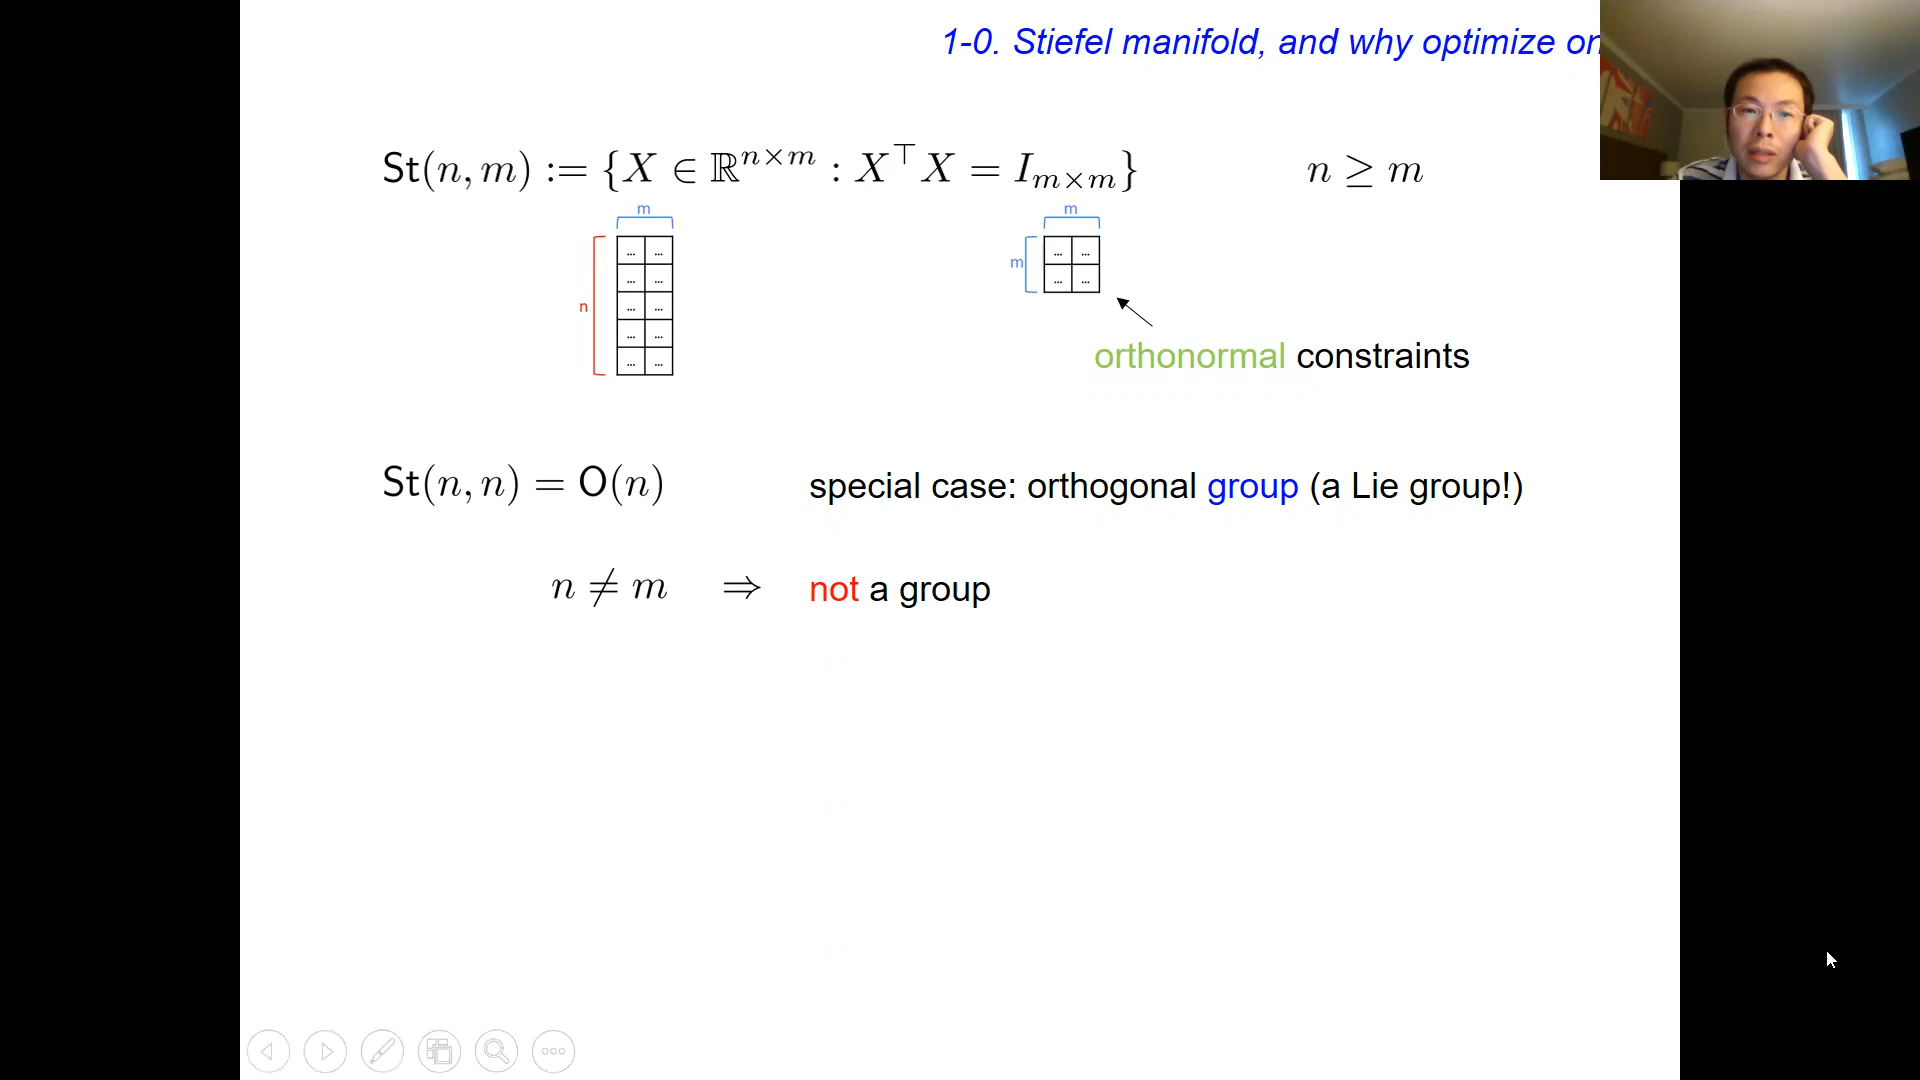 1-0. Stiefel manifold, and why optimize on
St(n, m) := {X ∈ ℝ^{n×m} : X^⊤ X = I_{m×m}}
n ≥ m
m
n
... ...
... ...
... ...
... ...
... ...
m
m
... ...
... ...
orthonormal constraints
St(n, n) = O(n)
special case: orthogonal group (a Lie group!)
n ≠ m ⇒ not a group